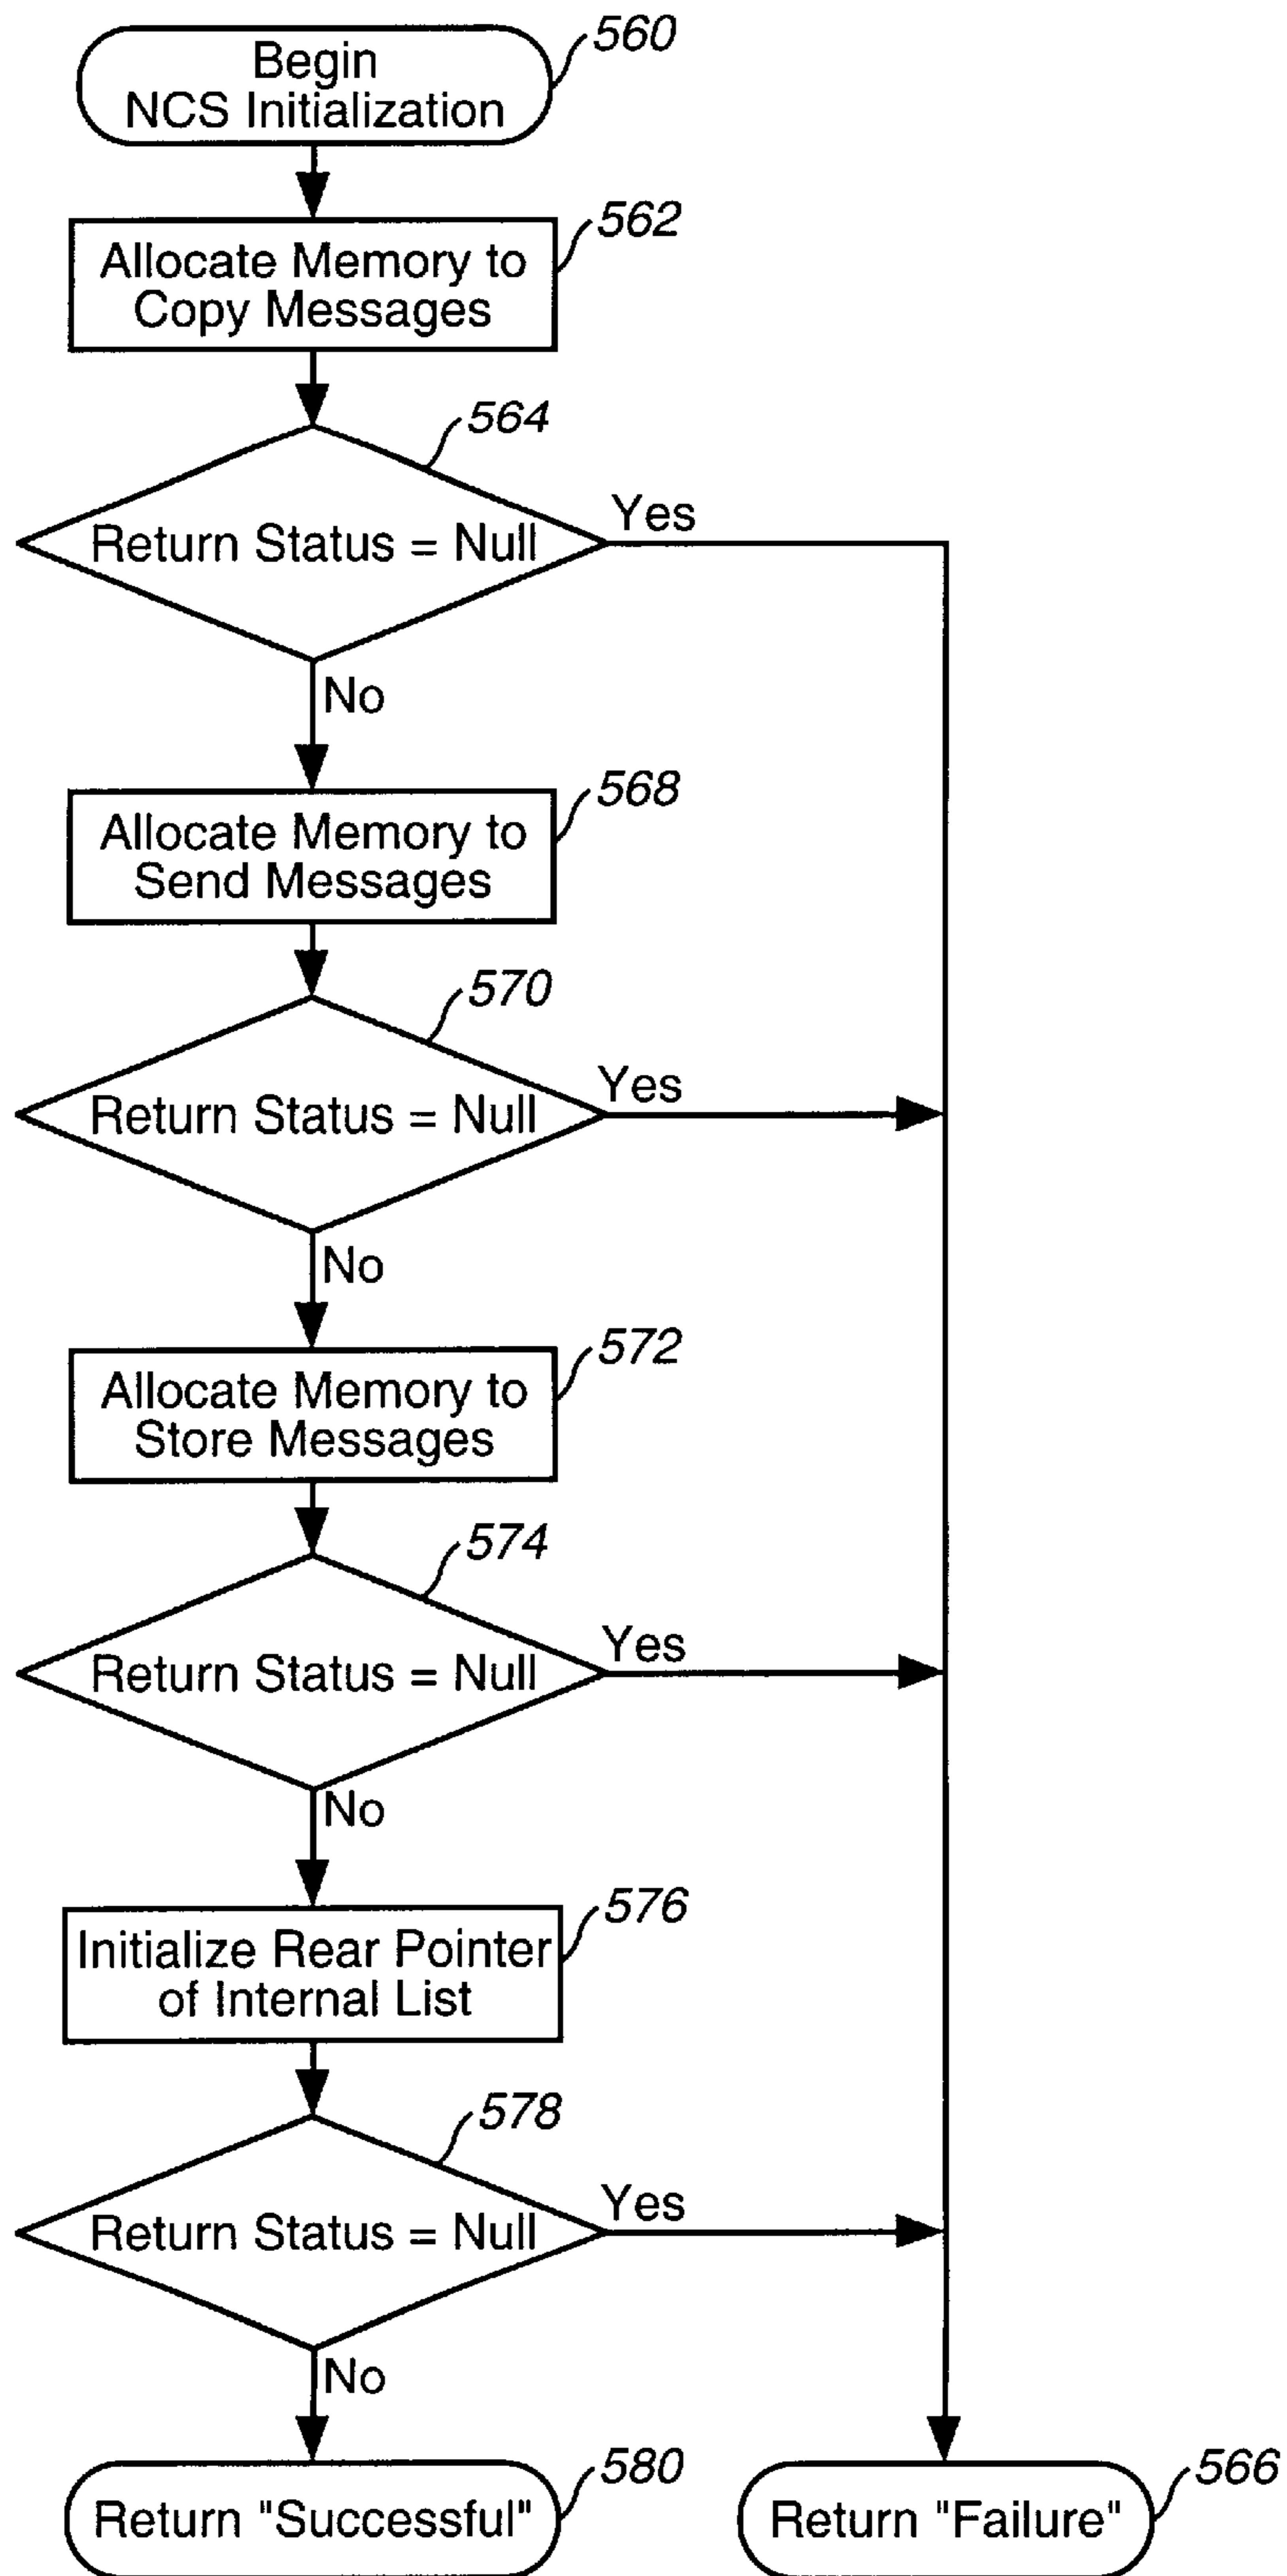 560
Begin
NCS Initialization
562
Allocate Memory to
Copy Messages
564
Return Status = Null
Yes
No
568
Allocate Memory to
Send Messages
570
Return Status = Null
Yes
No
572
Allocate Memory to
Store Messages
574
Return Status = Null
Yes
No
576
Initialize Rear Pointer
of Internal List
578
Return Status = Null
Yes
No
580
Return "Successful"
566
Return "Failure"